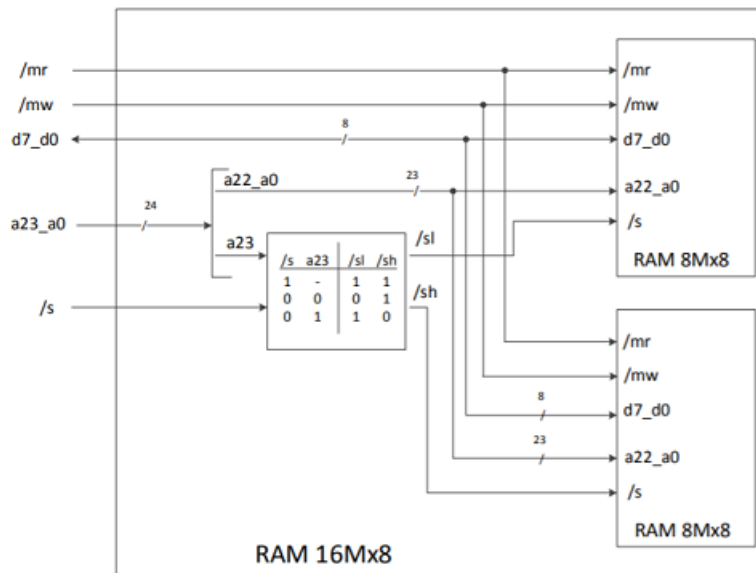 /mr
/mw
d7_d0
a23_a0
/s
8
24
a22_a0
23
a23
/s a23 /sl /sh
1 - 1 1
0 0 0 1
0 1 1 0
/sl
/sh
/mr
/mw
d7_d0
a22_a0
/s
RAM 8Mx8
8
23
/mr
/mw
d7_d0
a22_a0
/s
RAM 8Mx8
RAM 16Mx8